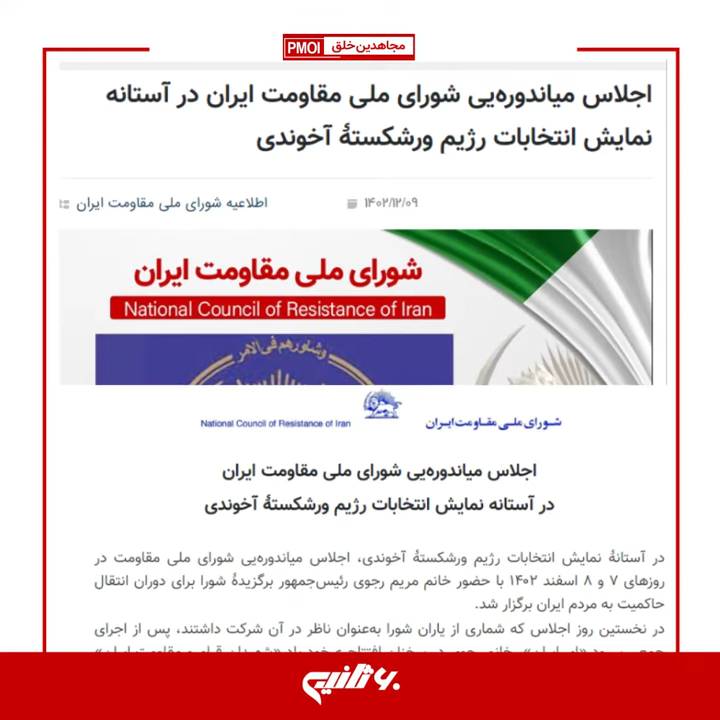 مجاهدین‌خلق PMOI
اجلاس میاندوره‌یی شورای ملی مقاومت ایران در آستانه
نمایش انتخابات رژیم ورشکستهٔ آخوندی
۱۴۰۲/۱۲/۰۹
اطلاعیه شورای ملی مقاومت ایران
شورای ملی مقاومت ایران
National Council of Resistance of Iran
وشاورهم فی الامر
شورای ملی مقاومت ایران
National Council of Resistance of Iran
اجلاس میاندوره‌یی شورای ملی مقاومت ایران
در آستانه نمایش انتخابات رژیم ورشکستهٔ آخوندی
در آستانهٔ نمایش انتخابات رژیم ورشکستهٔ آخوندی، اجلاس میاندوره‌یی شورای ملی مقاومت در
روزهای ۷ و ۸ اسفند ۱۴۰۲ با حضور خانم مریم رجوی رئیس‌جمهور برگزیدهٔ شورا برای دوران انتقال
حاکمیت به مردم ایران برگزار شد.
در نخستین روز اجلاس که شماری از یاران شورا به‌عنوان ناظر در آن شرکت داشتند، پس از اجرای
۶۰ ثانیه